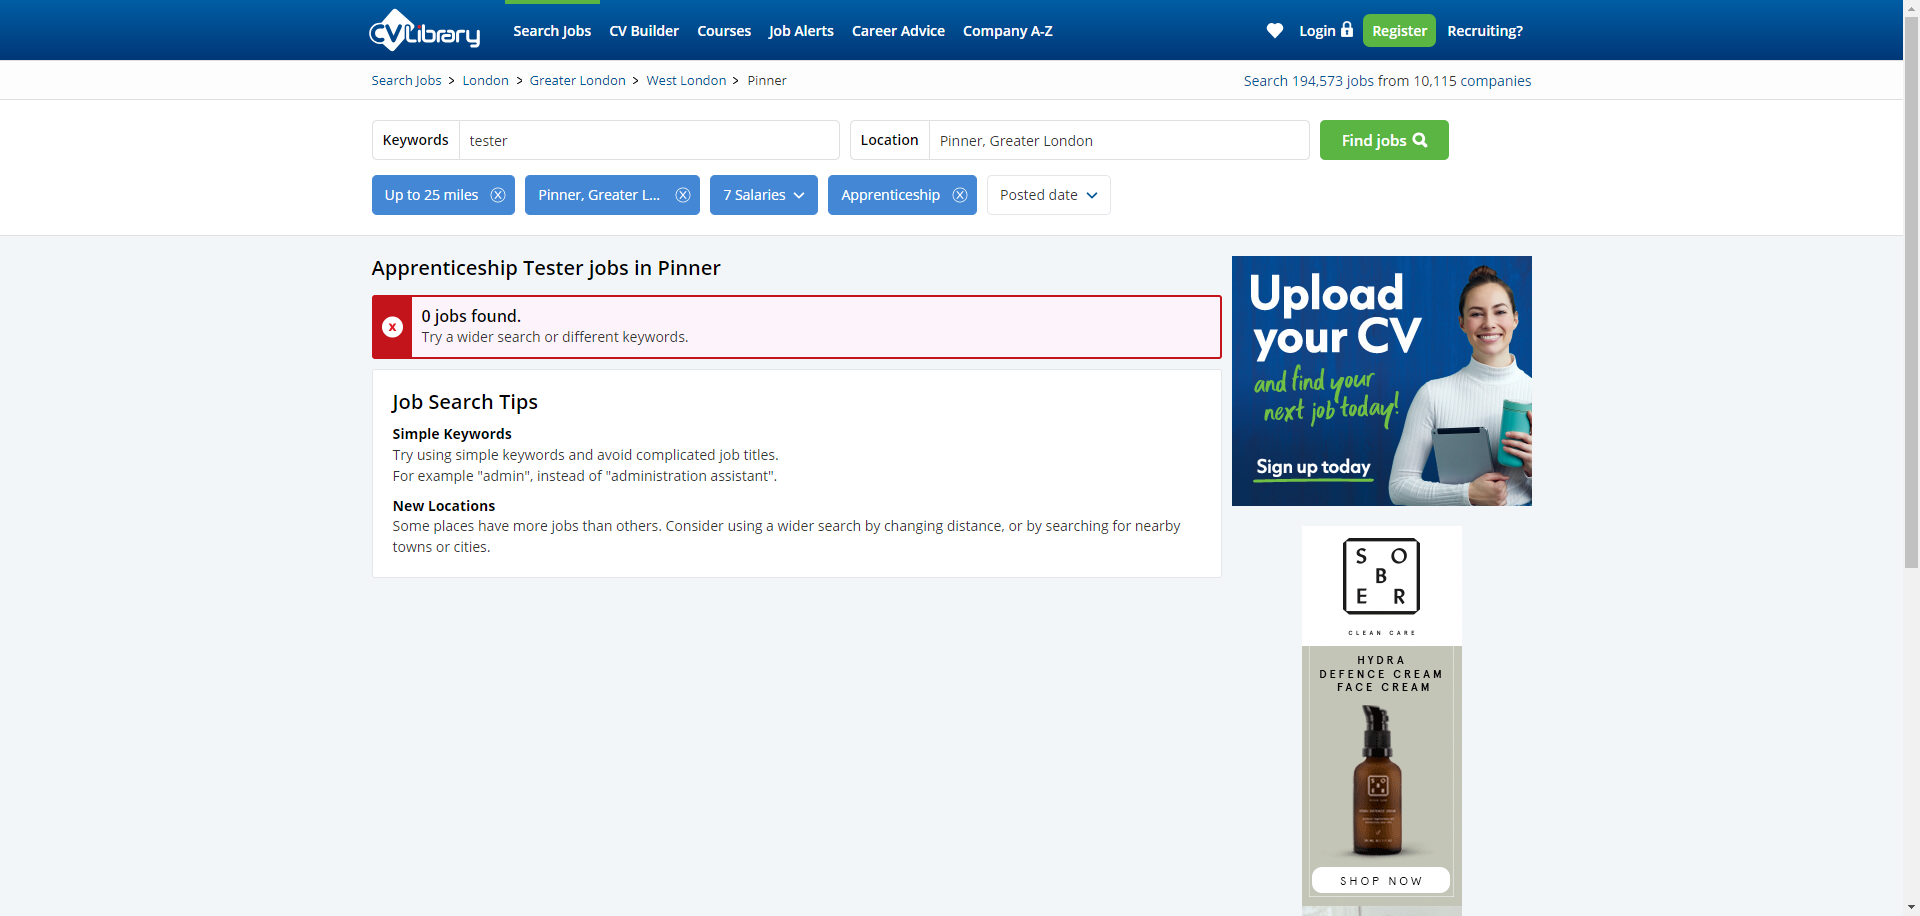 CV Library
Search Jobs
CV Builder
Courses
Job Alerts
Career Advice
Company A-Z
Login
Register
Recruiting?
Search Jobs > London > Greater London > West London > Pinner
Search 194,573 jobs from 10,115 companies
Keywords
tester
Location
Pinner, Greater London
Find jobs
Up to 25 miles
Pinner, Greater L...
7 Salaries
Apprenticeship
Posted date
Apprenticeship Tester jobs in Pinner
0 jobs found.
Try a wider search or different keywords.
Job Search Tips
Simple Keywords
Try using simple keywords and avoid complicated job titles.
For example "admin", instead of "administration assistant".
New Locations
Some places have more jobs than others. Consider using a wider search by changing distance, or by searching for nearby
towns or cities.
Upload
your CV
and find your
next job today!
Sign up today
S O
B
E R
CLEAN CARE
HYDRA
DEFENCE CREAM
FACE CREAM
SHOP NOW